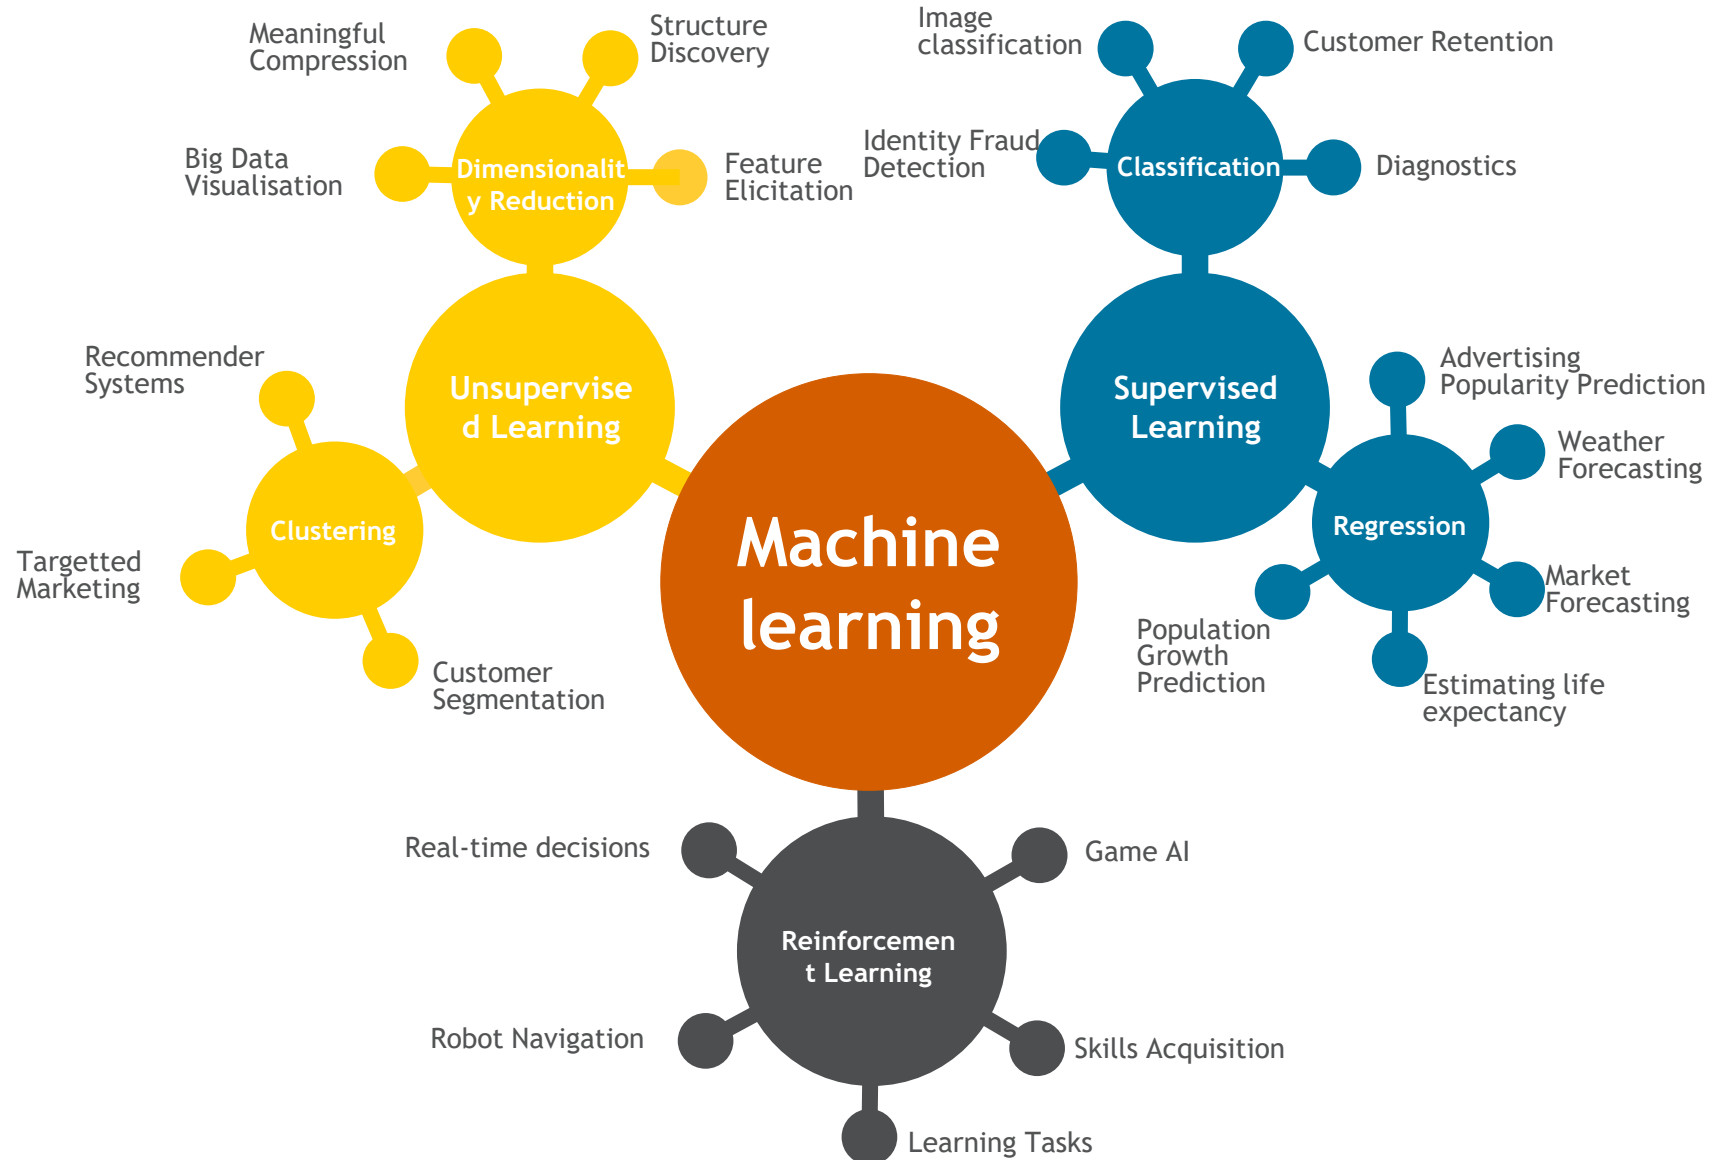 Meaningful
Compression
Structure
Discovery
Big Data
Visualisation
Dimensionalit
y Reduction
Feature
Elicitation
Image
classification
Customer Retention
Identity Fraud
Detection
Classification
Diagnostics
Recommender
Systems
Unsupervise
d Learning
Clustering
Targetted
Marketing
Customer
Segmentation
Machine
learning
Supervised
Learning
Advertising
Popularity Prediction
Weather
Forecasting
Regression
Market
Forecasting
Population
Growth
Prediction
Estimating life
expectancy
Real-time decisions
Game AI
Reinforcemen
t Learning
Robot Navigation
Skills Acquisition
Learning Tasks